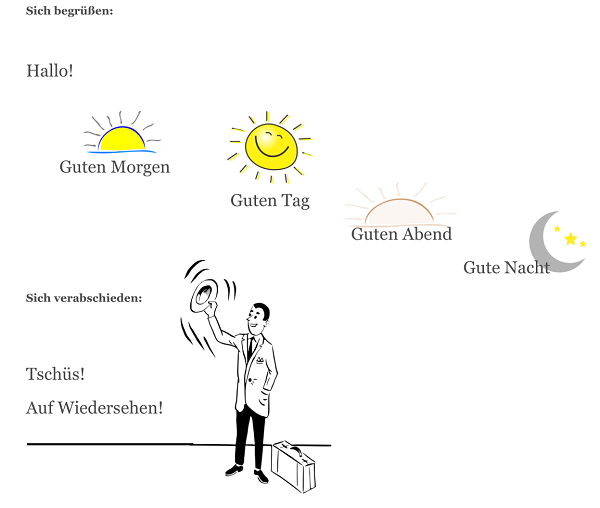 Sich begrüßen:
Hallo!
Guten Morgen
Guten Tag
Guten Abend
Gute Nacht
Sich verabschieden:
Tschüs!
Auf Wiedersehen!